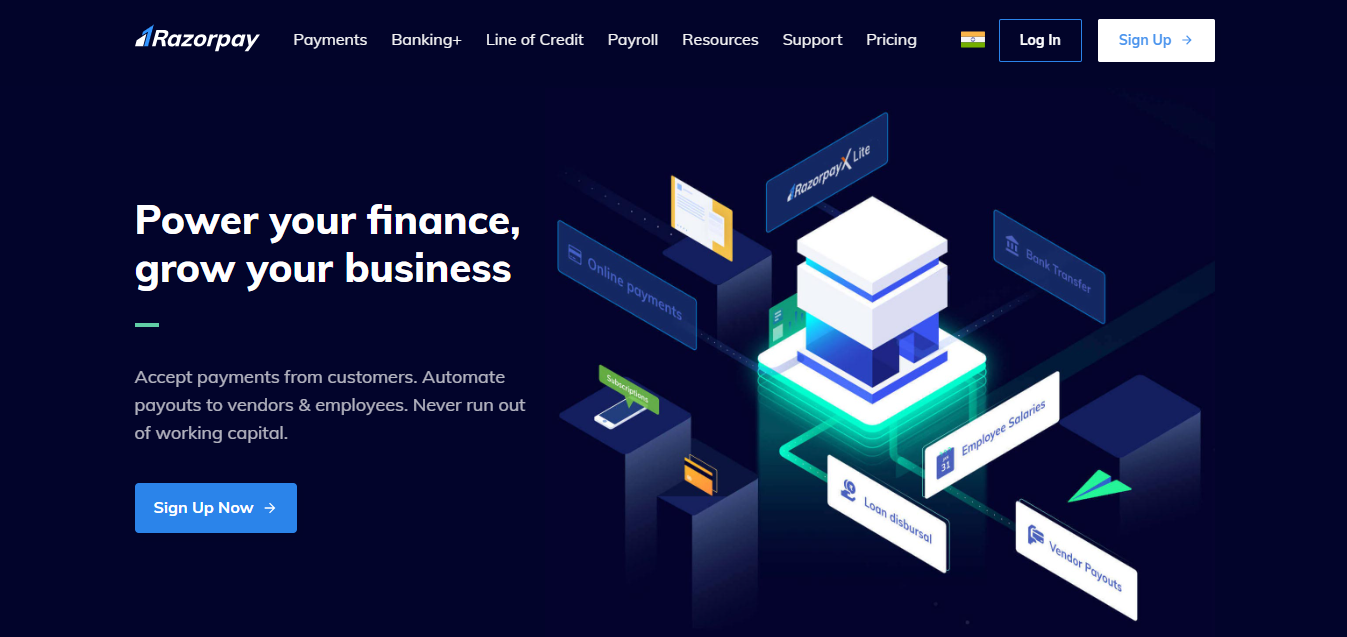 Razorpay
Payments
Banking+
Line of Credit
Payroll
Resources
Support
Pricing
Log In
Sign Up
Power your finance,
grow your business
Accept payments from customers. Automate
payouts to vendors & employees. Never run out
of working capital.
Sign Up Now
RazorpayX Lite
Online payments
Bank Transfer
Subscriptions
31
Employee Salaries
Loan disbursal
Vendor Payouts